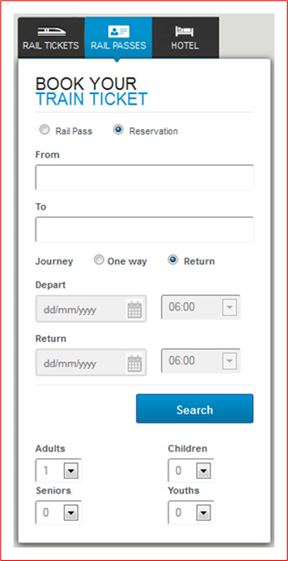 RAIL TICKETS RAIL PASSES HOTEL
BOOK YOUR
TRAIN TICKET
Rail Pass Reservation
From
To
Journey One way Return
Depart
dd/mm/yyyy 06:00
Return
dd/mm/yyyy 06:00
Search
Adults Children
1 0
Seniors Youths
0 0